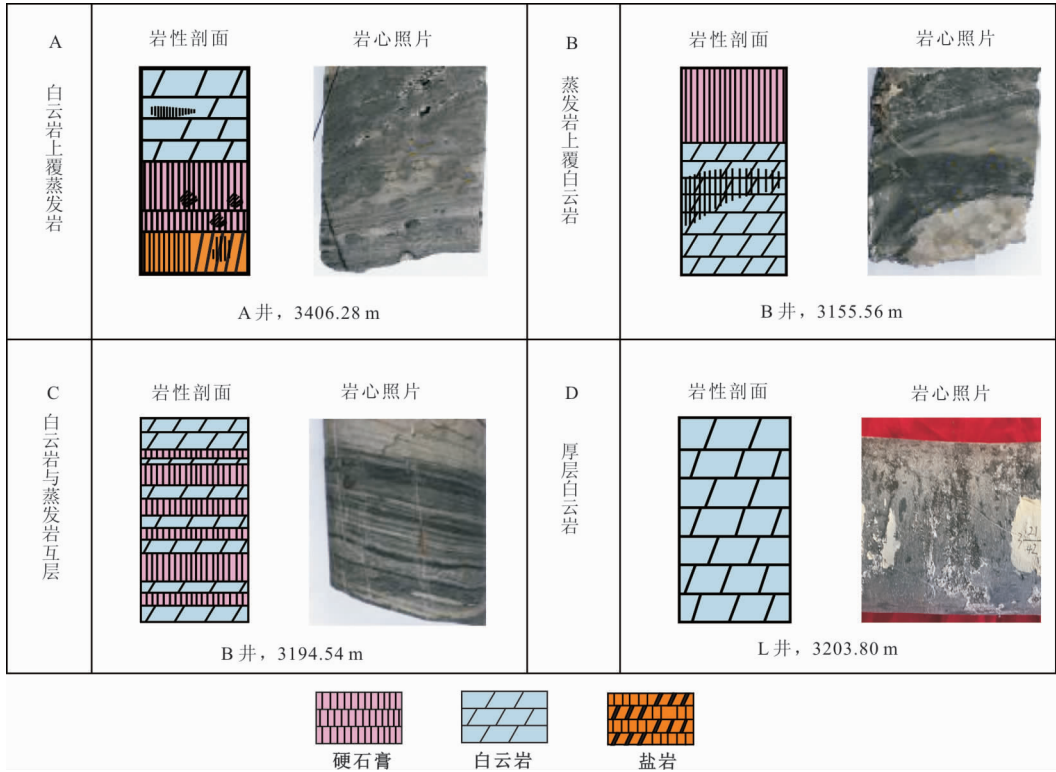 A
白云岩上覆蒸发岩
岩性剖面
岩心照片
A井，3406.28 m
B
蒸发岩上覆白云岩
岩性剖面
岩心照片
B井，3155.56 m
C
白云岩与蒸发岩互层
岩性剖面
岩心照片
B井，3194.54 m
D
厚层白云岩
岩性剖面
岩心照片
L井，3203.80 m
硬石膏
白云岩
盐岩